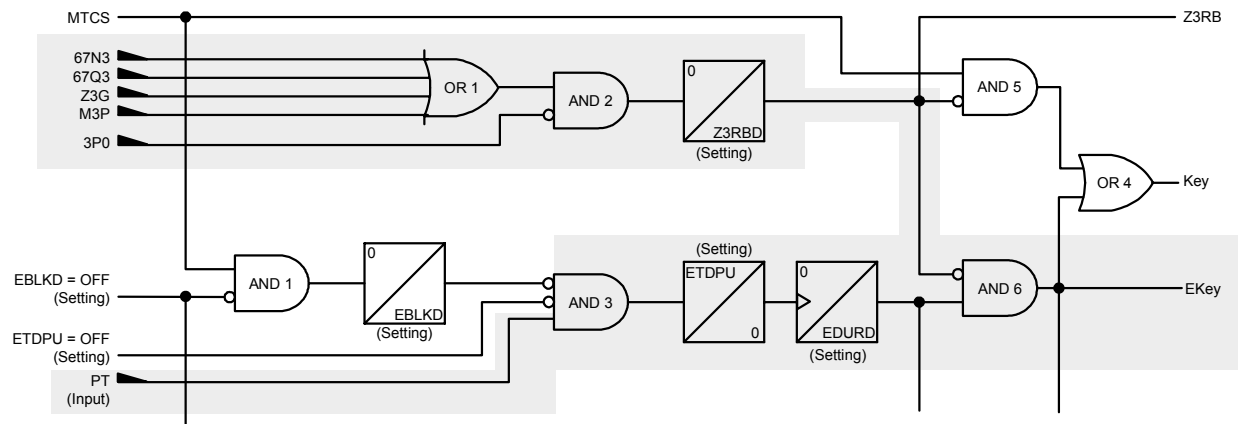 MTCS
Z3RB
67N3
67Q3
Z3G
M3P
3P0
OR 1
AND 2
0
Z3RBD
(Setting)
AND 5
OR 4
Key
EBLKD = OFF
(Setting)
AND 1
0
EBLKD
(Setting)
ETDPU = OFF
(Setting)
PT
(Input)
AND 3
(Setting)
ETDPU
0
0
EDURD
(Setting)
AND 6
EKey